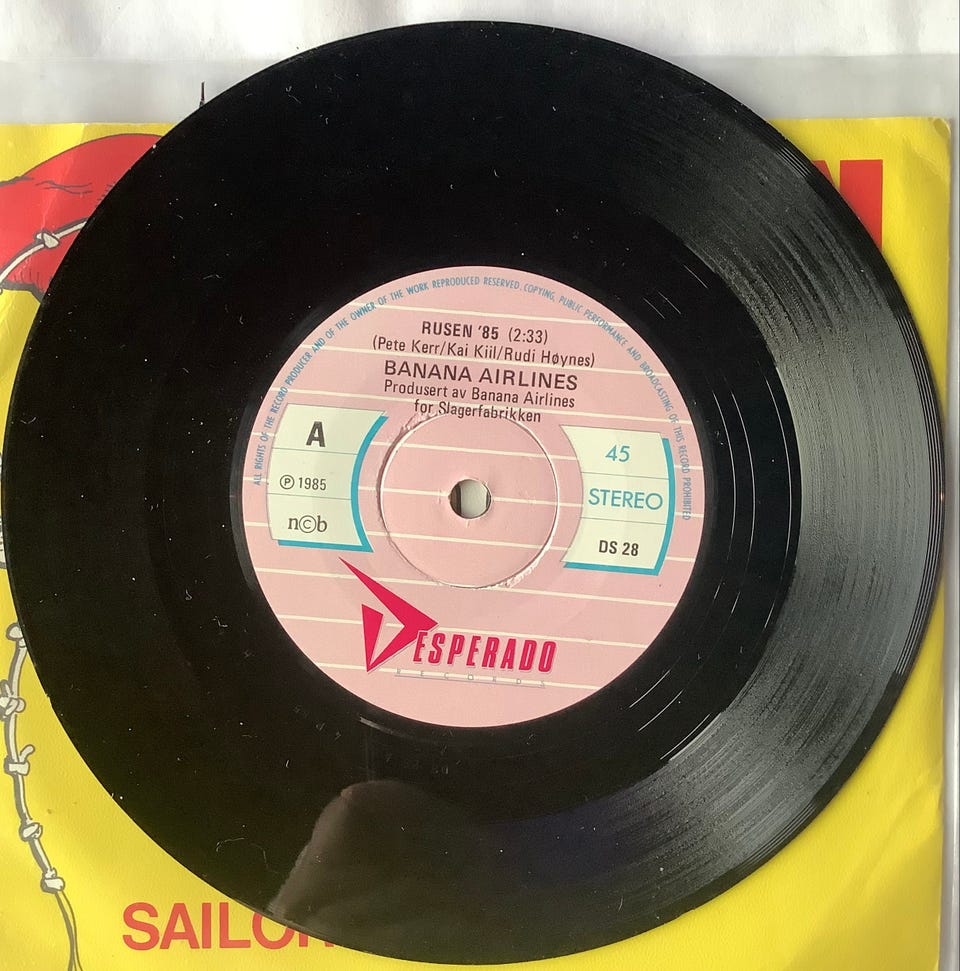 ALL RIGHTS OF THE RECORD PRODUCER AND OF THE OWNER OF THE WORK REPRODUCED RESERVED. COPYING, PUBLIC PERFORMANCE AND BROADCASTING OF THIS RECORD PROHIBITED
RUSEN '85 (2:33)
(Pete Kerr/Kai Kiil/Rudi Høynes)
BANANA AIRLINES
Produsert av Banana Airlines
for Slagerfabrikken
A
℗ 1985
n©b
45
STEREO
DS 28
DESPERADO
RECORDS